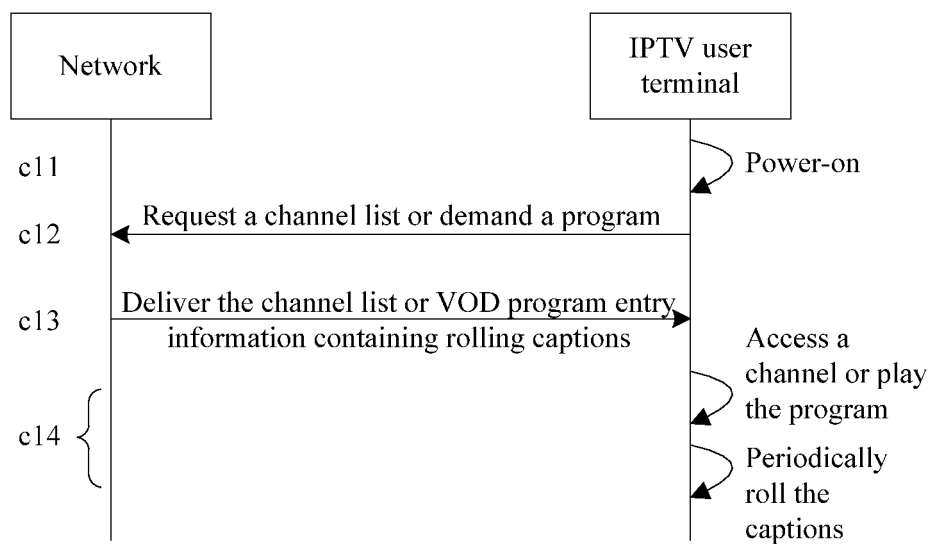 Network
IPTV user
terminal
c11
Power-on
Request a channel list or demand a program
c12
Deliver the channel list or VOD program entry
information containing rolling captions
c13
Access a
channel or play
the program
c14
Periodically
roll the
captions